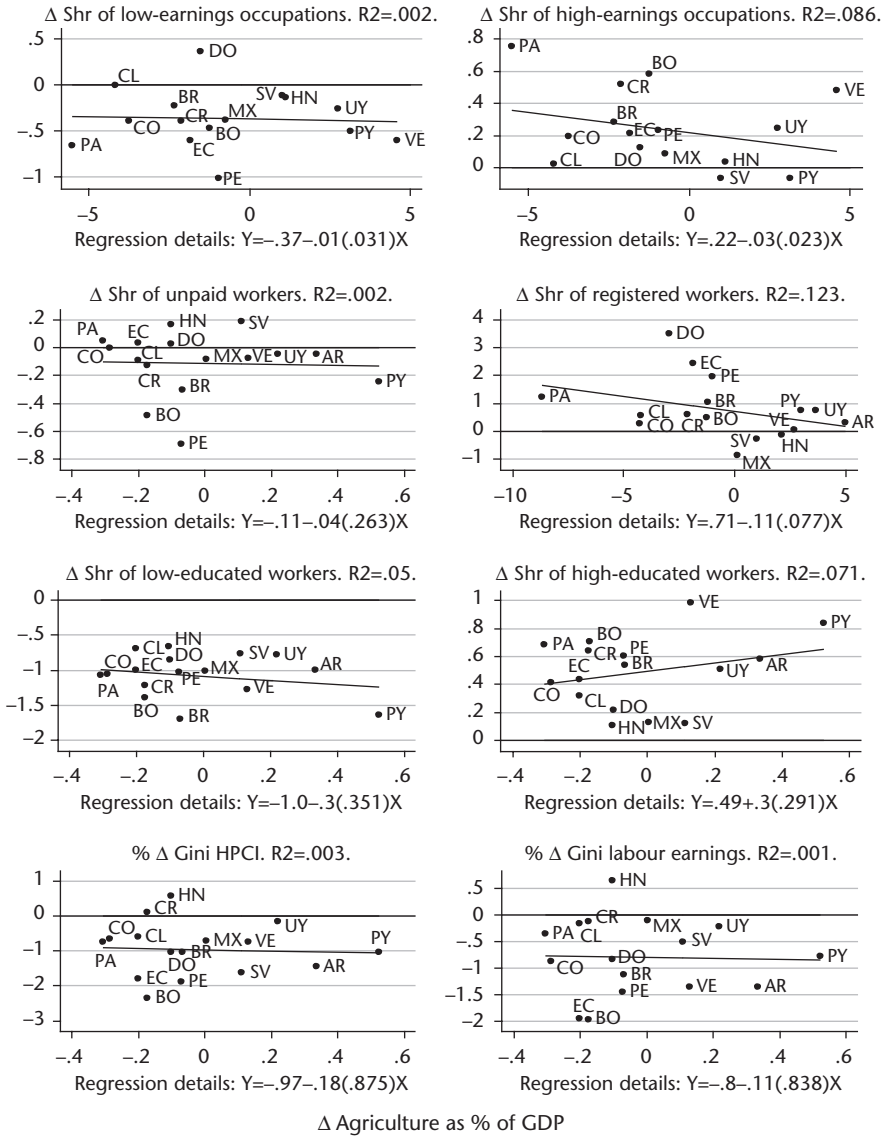 Δ Shr of low-earnings occupations. R2=.002.
.5
0
−.5
−1
DO
CL
BR
SV
HN
UY
CO
CR
MX
BO
PY
VE
PA
EC
PE
−5 0 5
Regression details: Y=−.37−.01(.031)X
Δ Shr of high-earnings occupations. R2=.086.
.8
.6
.4
.2
0
PA
BO
CR
VE
BR
EC
PE
UY
CO
DO
MX
HN
CL
SV
PY
−5 0 5
Regression details: Y=.22−.03(.023)X
Δ Shr of unpaid workers. R2=.002.
.2
0
−.2
−.4
−.6
−.8
HN
SV
PA
EC
DO
CO
CL
MX
VE
UY
AR
CR
BR
PY
BO
PE
−.4 −.2 0 .2 .4 .6
Regression details: Y=−.11−.04(.263)X
Δ Shr of registered workers. R2=.123.
4
3
2
1
0
−1
DO
EC
PE
PA
BR
PY
UY
CL
CO
CR
BO
VE
AR
SV
HN
MX
−10 −5 0 5
Regression details: Y=.71−.11(.077)X
Δ Shr of low-educated workers. R2=.05.
0
−.5
−1
−1.5
−2
HN
CL
DO
SV
UY
CO
EC
PE
MX
AR
PA
CR
VE
BO
BR
PY
−.4 −.2 0 .2 .4 .6
Regression details: Y=−1.0−.3(.351)X
Δ Shr of high-educated workers. R2=.071.
1
.8
.6
.4
.2
0
VE
PY
BO
PA
CR
PE
BR
AR
EC
UY
CO
CL
DO
HN
MX
SV
−.4 −.2 0 .2 .4 .6
Regression details: Y=.49+.3(.291)X
% Δ Gini HPCI. R2=.003.
1
0
−1
−2
−3
HN
CR
UY
CO
CL
MX
VE
PY
PA
DO
BR
EC
PE
SV
AR
BO
−.4 −.2 0 .2 .4 .6
Regression details: Y=−.97−.18(.875)X
% Δ Gini labour earnings. R2=.001.
.5
0
−.5
−1
−1.5
−2
HN
CR
PA
CL
MX
UY
SV
CO
DO
PY
BR
PE
VE
AR
EC
BO
−.4 −.2 0 .2 .4 .6
Regression details: Y=−.8−.11(.838)X
Δ Agriculture as % of GDP